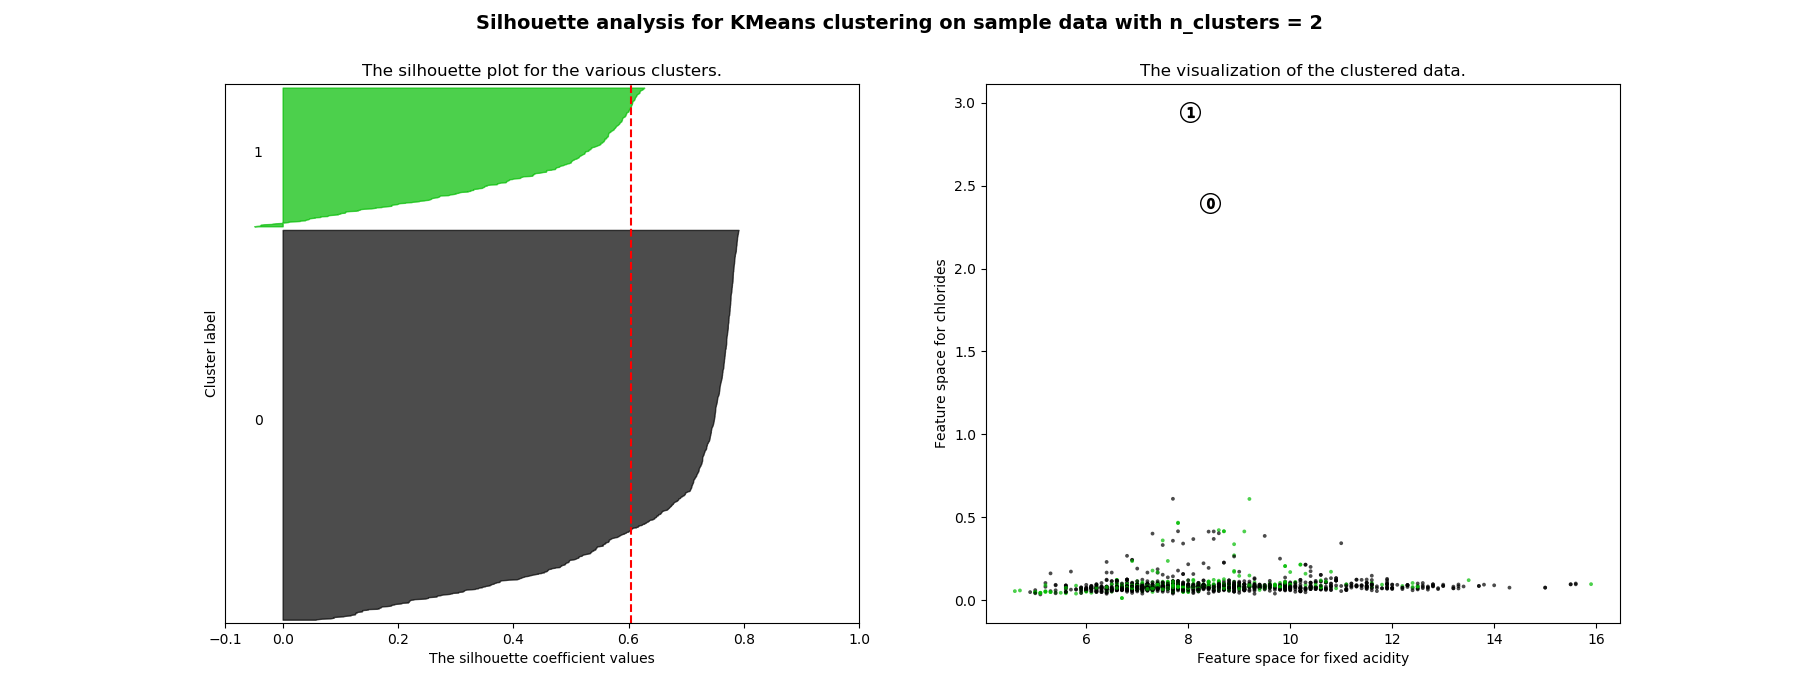 Silhouette analysis for KMeans clustering on sample data with n_clusters = 2
The silhouette plot for the various clusters.
1
0
Cluster label
−0.1 0.0 0.2 0.4 0.6 0.8 1.0
The silhouette coefficient values
The visualization of the clustered data.
3.0
2.5
2.0
1.5
1.0
0.5
0.0
Feature space for chlorides
1
0
6 8 10 12 14 16
Feature space for fixed acidity